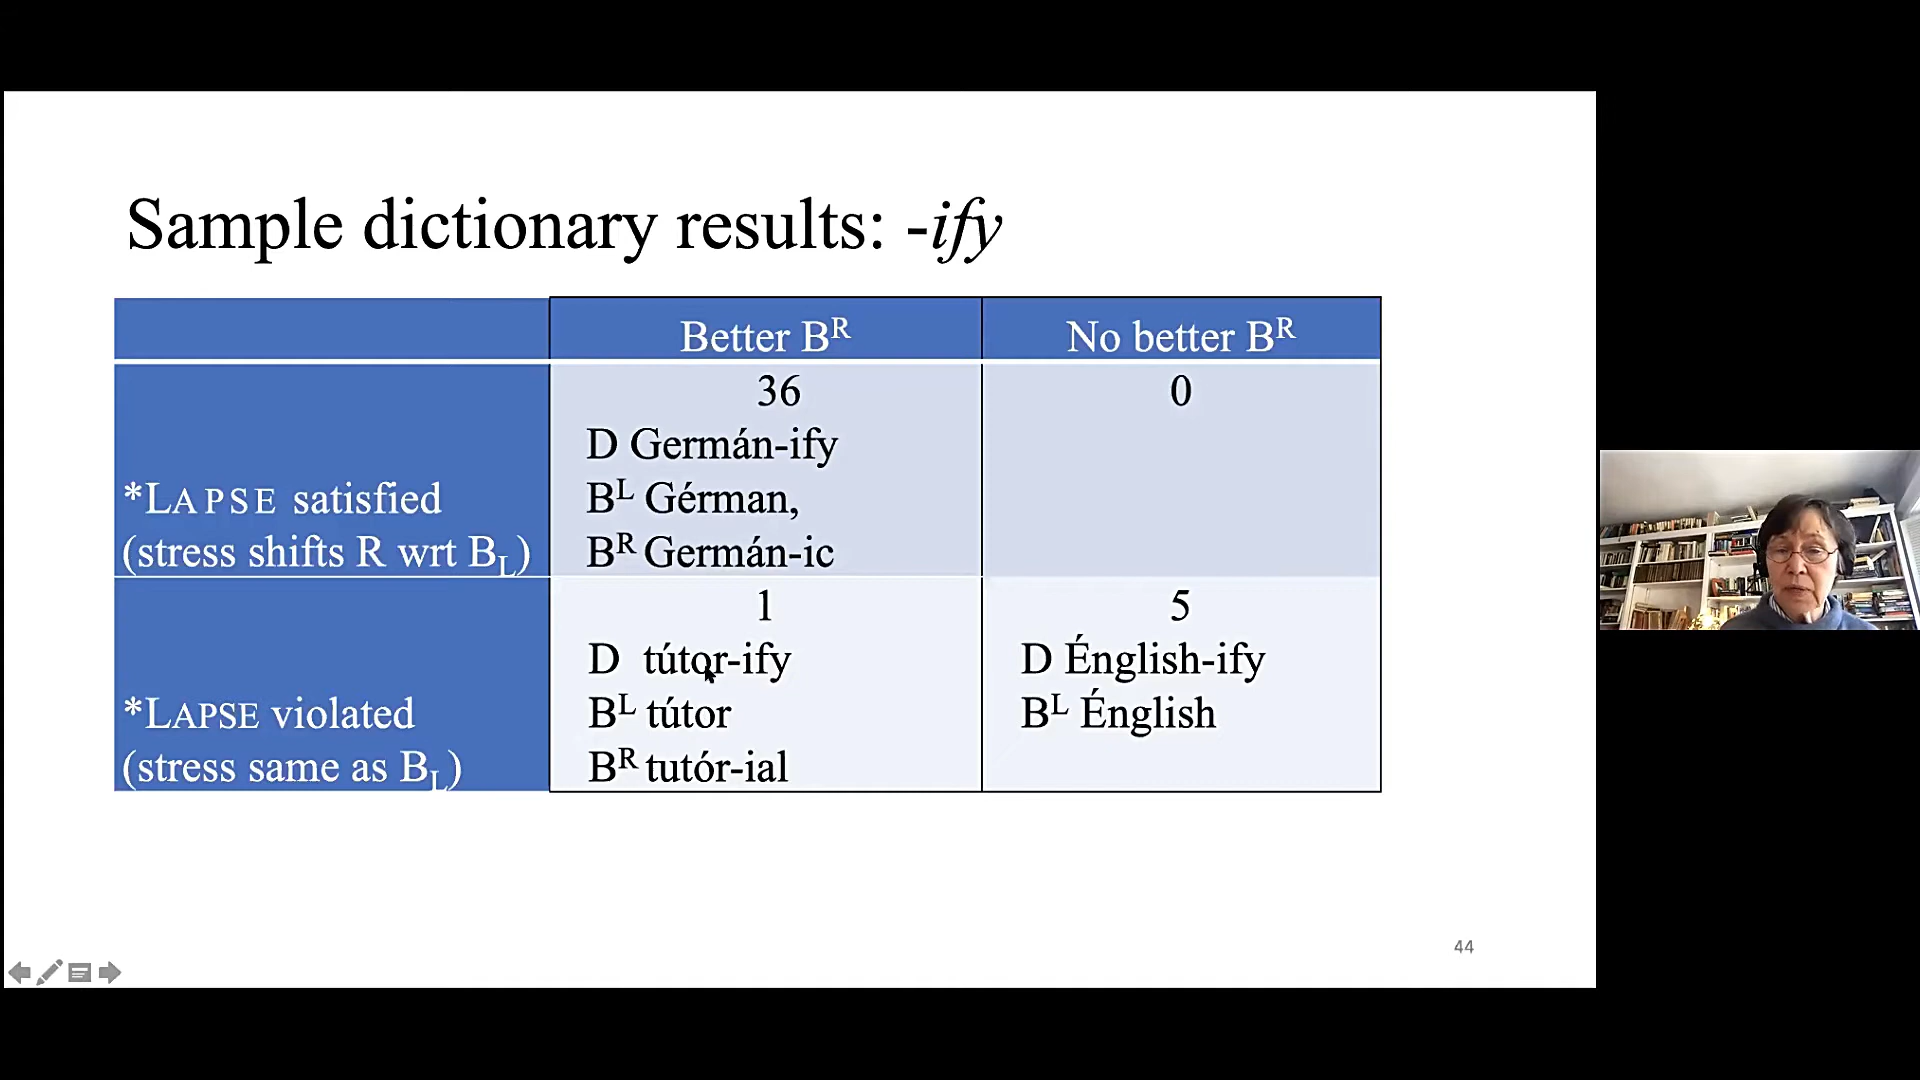 Sample dictionary results: -ify
Better Bᴿ
No better Bᴿ
*LAPSE satisfied
(stress shifts R wrt B_L)
36
D Germán-ify
Bᴸ Gérman,
Bᴿ Germán-ic
0
*LAPSE violated
(stress same as B_L)
1
D tútor-ify
Bᴸ tútor
Bᴿ tutór-ial
5
D Énglish-ify
Bᴸ Énglish
44